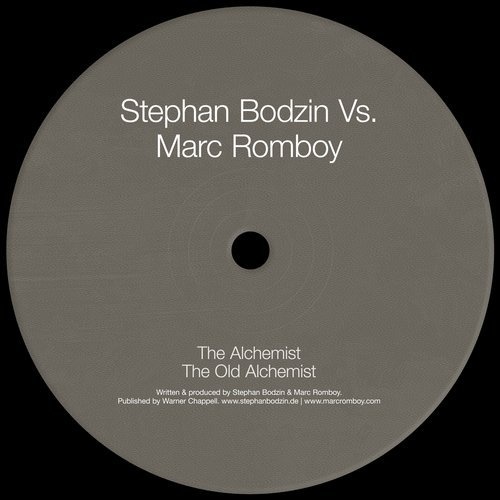 Stephan Bodzin Vs.
Marc Romboy
The Alchemist
The Old Alchemist
Written & produced by Stephan Bodzin & Marc Romboy.
Published by Warner Chappell. www.stephanbodzin.de | www.marcromboy.com